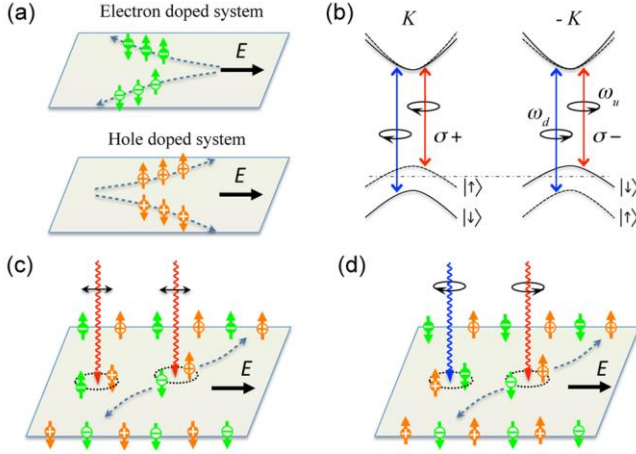 (a)
Electron doped system
E
Hole doped system
E
(b)
K
- K
ω_d
ω_u
σ+
σ−
|↑⟩
|↓⟩
|↓⟩
|↑⟩
(c)
E
(d)
E